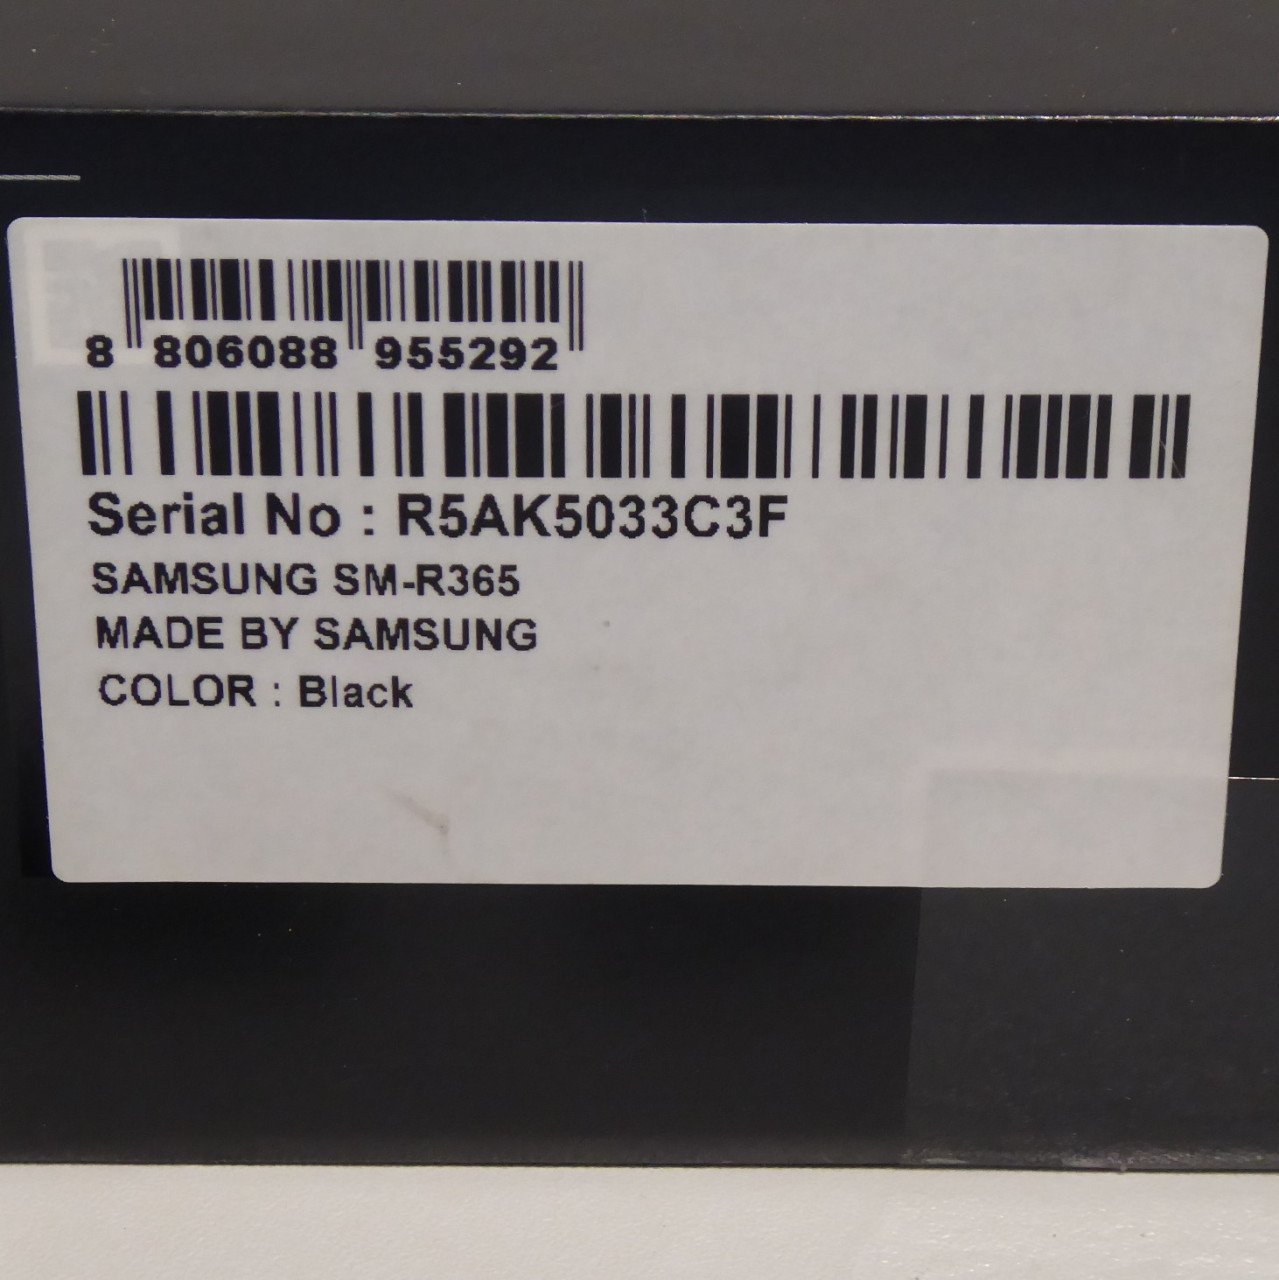 8 806088 955292
Serial No : R5AK5033C3F
SAMSUNG SM-R365
MADE BY SAMSUNG
COLOR : Black